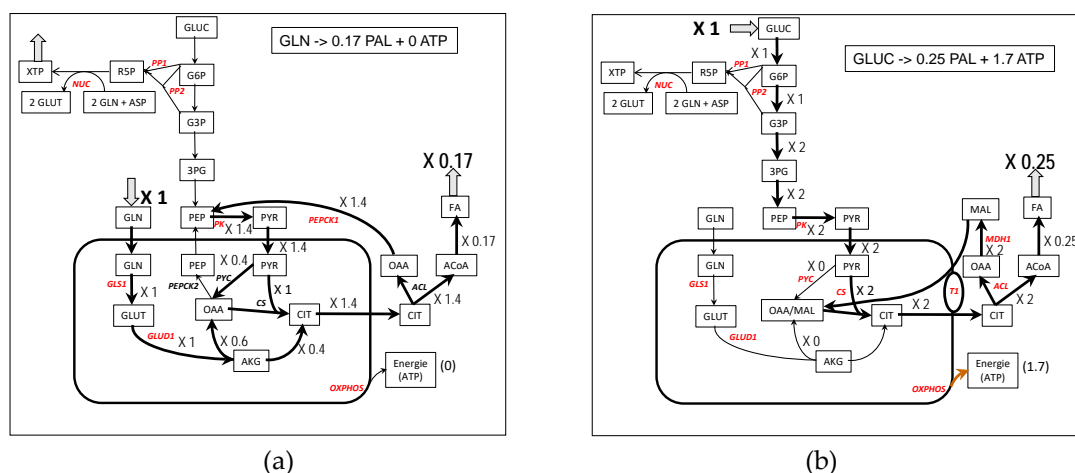 GLUC
GLN -> 0.17 PAL + 0 ATP
XTP
R5P
PP1
G6P
NUC
PP2
2 GLUT
2 GLN + ASP
G3P
3PG
X 1
X 0.17
X 1.4
GLN
PEP
PK
X 1.4
PYR
PEPCK1
FA
X 1.4
X 0.17
GLN
PEP
X 0.4
PYC
PYR
OAA
ACoA
GLS1
X 1
PEPCK2
CS
X 1
ACL
X 1.4
X 1.4
GLUT
OAA
CIT
CIT
GLUD1
X 1
X 0.6
AKG
X 0.4
Energie
(ATP)
(0)
OXPHOS
(a)
X 1
GLUC
GLUC -> 0.25 PAL + 1.7 ATP
X 1
XTP
R5P
PP1
G6P
NUC
PP2
X 1
2 GLUT
2 GLN + ASP
G3P
X 2
3PG
X 0.25
X 2
GLN
PEP
PK
X 2
PYR
MAL
FA
X 2
MDH1
X 2
X 0.25
GLN
X 0
PYC
PYR
OAA
ACoA
GLS1
CS
X 2
T1
ACL
X 2
X 2
GLUT
OAA/MAL
CIT
CIT
GLUD1
X 0
AKG
Energie
(ATP)
(1.7)
OXPHOS
(b)